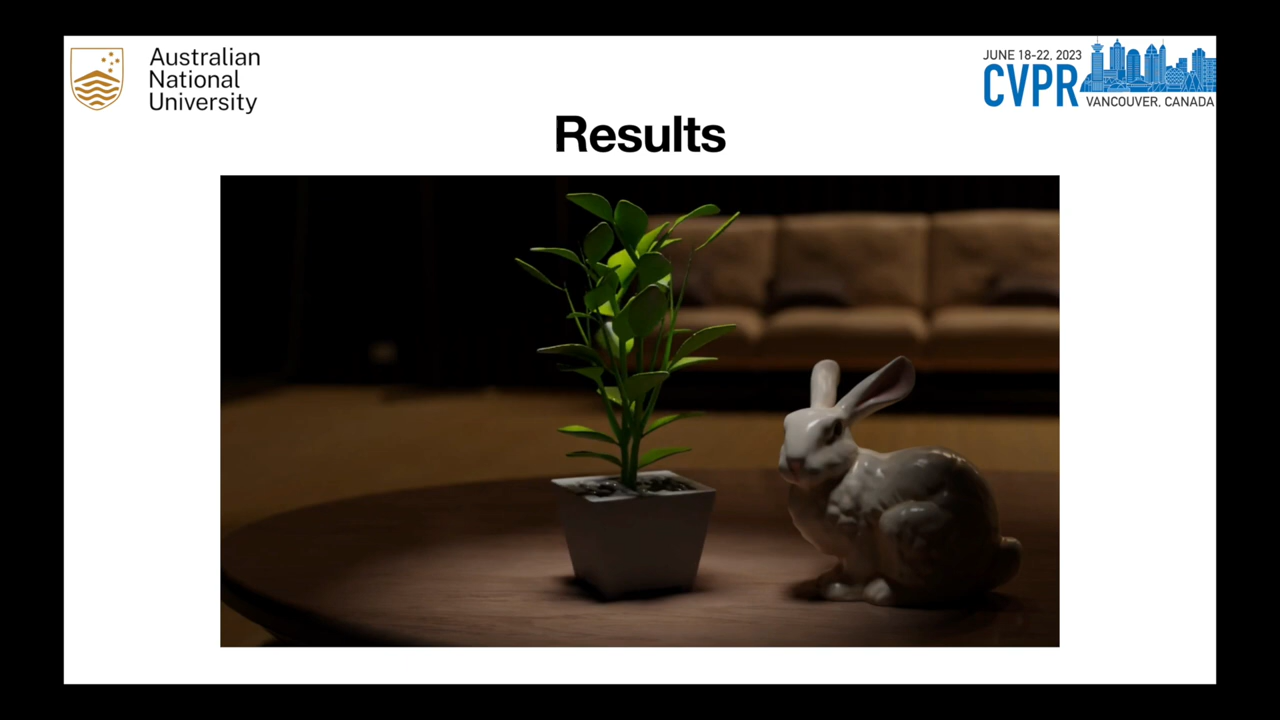 Australian
National
University
JUNE 18-22, 2023
CVPR
VANCOUVER, CANADA
Results